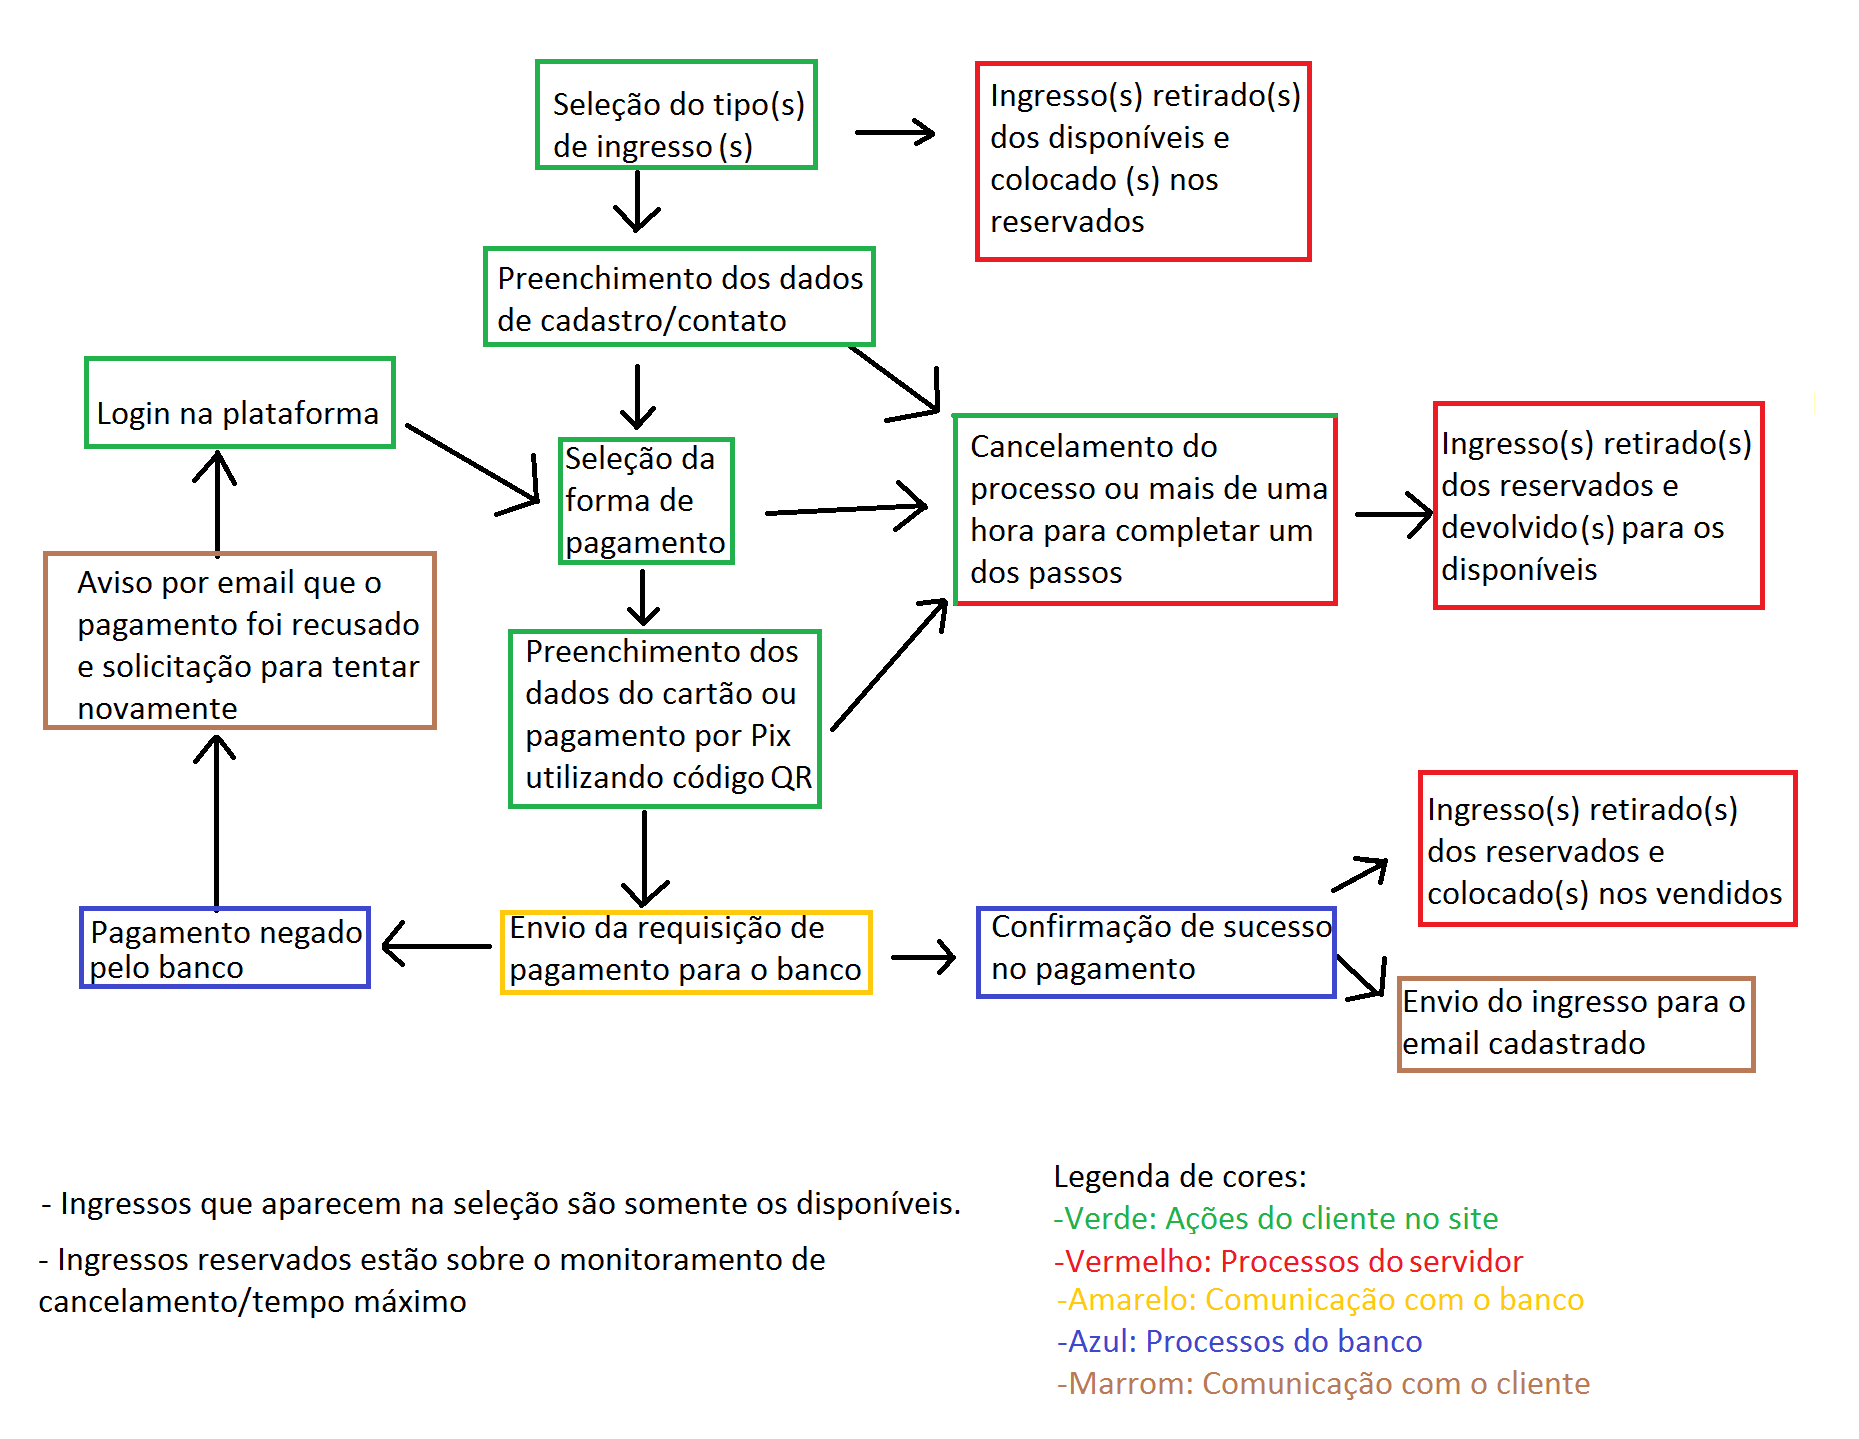 Seleção do tipo(s)
de ingresso (s)
Ingresso(s) retirado(s)
dos disponíveis e
colocado (s) nos
reservados
Preenchimento dos dados
de cadastro/contato
Login na plataforma
Seleção da
forma de
pagamento
Cancelamento do
processo ou mais de uma
hora para completar um
dos passos
Ingresso(s) retirado(s)
dos reservados e
devolvido(s) para os
disponíveis
Aviso por email que o
pagamento foi recusado
e solicitação para tentar
novamente
Preenchimento dos
dados do cartão ou
pagamento por Pix
utilizando código QR
Ingresso(s) retirado(s)
dos reservados e
colocado(s) nos vendidos
Pagamento negado
pelo banco
Envio da requisição de
pagamento para o banco
Confirmação de sucesso
no pagamento
Envio do ingresso para o
email cadastrado
- Ingressos que aparecem na seleção são somente os disponíveis.
- Ingressos reservados estão sobre o monitoramento de
cancelamento/tempo máximo
Legenda de cores:
-Verde: Ações do cliente no site
-Vermelho: Processos do servidor
-Amarelo: Comunicação com o banco
-Azul: Processos do banco
-Marrom: Comunicação com o cliente